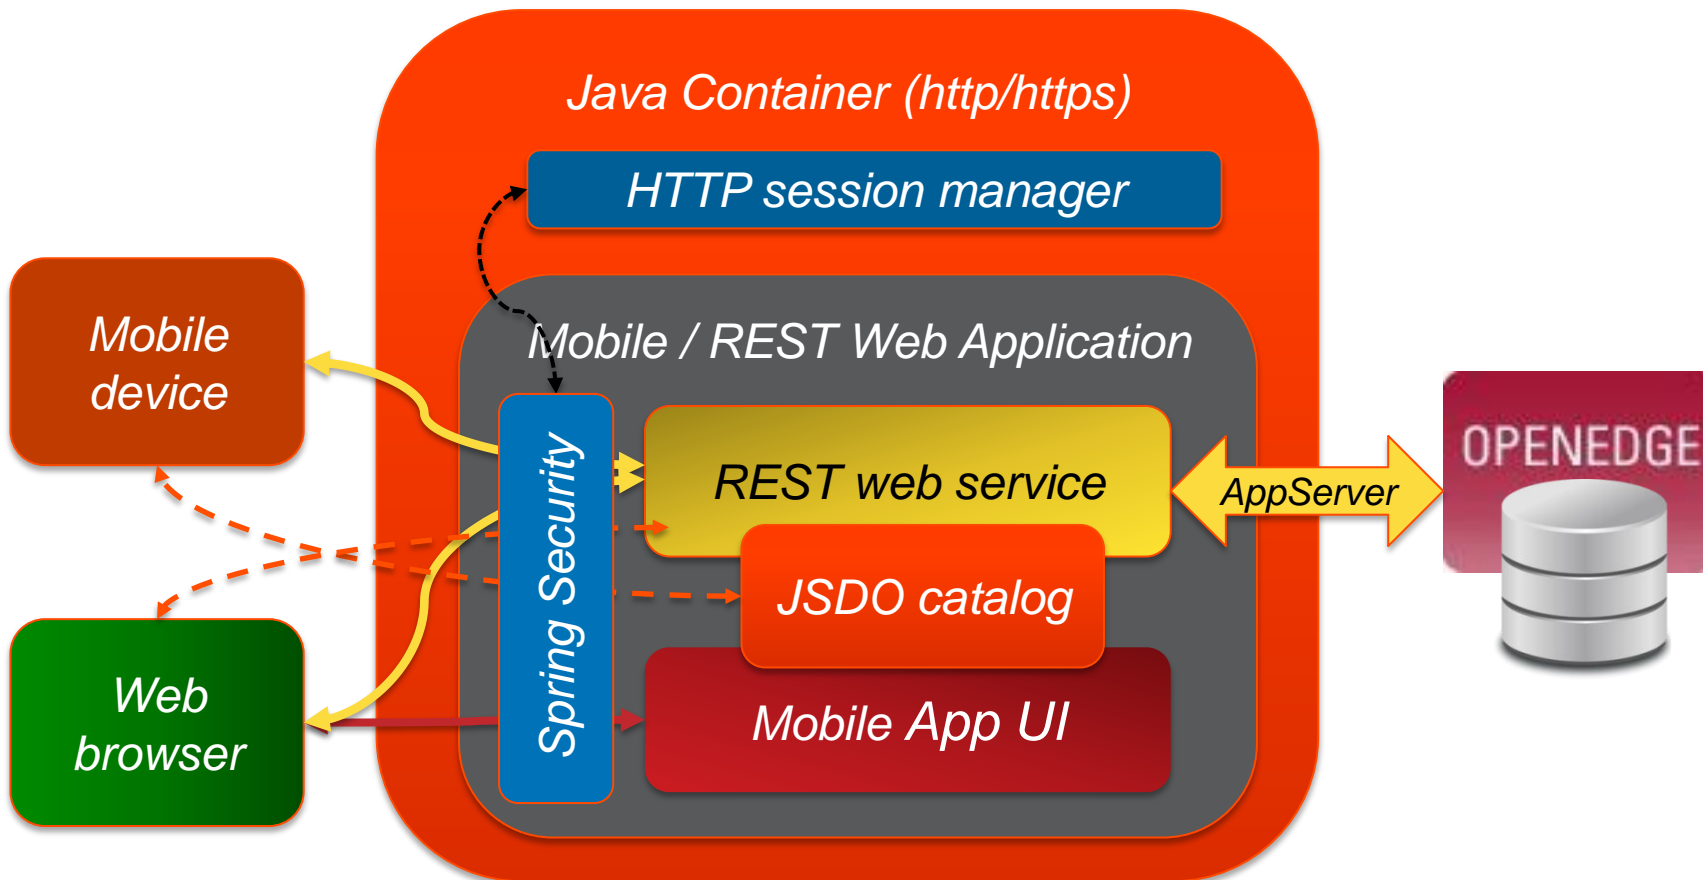 Java Container (http/https)
HTTP session manager
Mobile
device
Mobile / REST Web Application
Spring Security
REST web service
AppServer
OPENEDGE
JSDO catalog
Web
browser
Mobile App UI